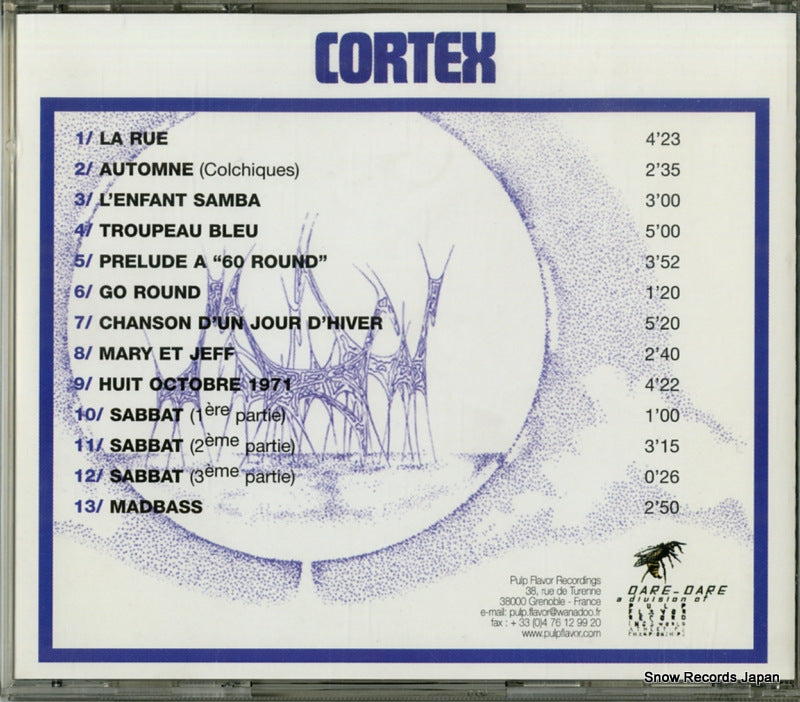 CORTEX
1/ LA RUE 4'23
2/ AUTOMNE (Colchiques) 2'35
3/ L'ENFANT SAMBA 3'00
4/ TROUPEAU BLEU 5'00
5/ PRELUDE A "60 ROUND" 3'52
6/ GO ROUND 1'20
7/ CHANSON D'UN JOUR D'HIVER 5'20
8/ MARY ET JEFF 2'40
9/ HUIT OCTOBRE 1971 4'22
10/ SABBAT (1ère partie) 1'00
11/ SABBAT (2ème partie) 3'15
12/ SABBAT (3ème partie) 0'26
13/ MADBASS 2'50
Pulp Flavor Recordings
38, rue de Turenne
38000 Grenoble - France
e-mail: pulp.flavor@wanadoo.fr
fax : + 33 (0)4 76 12 99 20
www.pulpflavor.com
DARE-DARE
a division of
PULP
FLAVOR
RECORD
Snow Records Japan